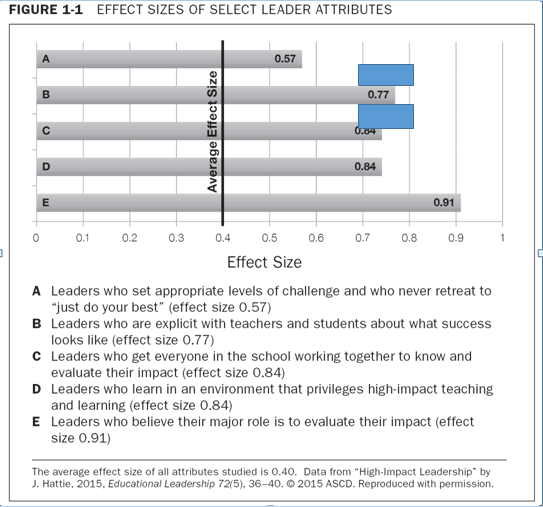 FIGURE 1-1 EFFECT SIZES OF SELECT LEADER ATTRIBUTES
A 0.57
B 0.77
C 0.84
D 0.84
E 0.91
Average Effect Size
0 0.1 0.2 0.3 0.4 0.5 0.6 0.7 0.8 0.9 1
Effect Size
A Leaders who set appropriate levels of challenge and who never retreat to
“just do your best” (effect size 0.57)
B Leaders who are explicit with teachers and students about what success
looks like (effect size 0.77)
C Leaders who get everyone in the school working together to know and
evaluate their impact (effect size 0.84)
D Leaders who learn in an environment that privileges high-impact teaching
and learning (effect size 0.84)
E Leaders who believe their major role is to evaluate their impact (effect
size 0.91)
The average effect size of all attributes studied is 0.40. Data from “High-Impact Leadership” by
J. Hattie, 2015, Educational Leadership 72(5), 36–40. © 2015 ASCD. Reproduced with permission.